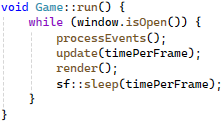 void Game::run() {
    while (window.isOpen()) {
        processEvents();
        update(timePerFrame);
        render();
        sf::sleep(timePerFrame);
    }
}